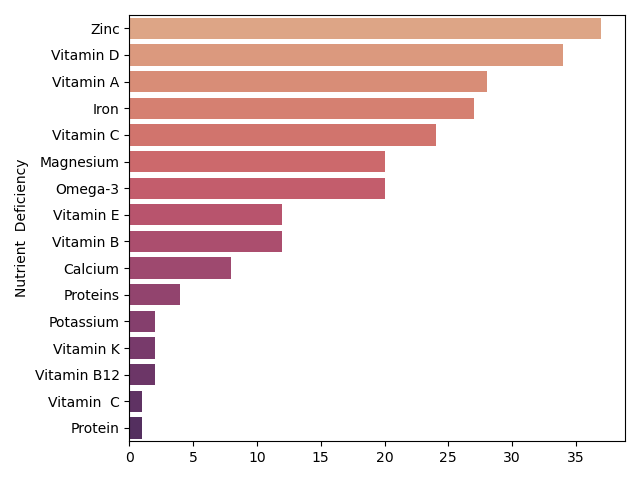 Zinc
Vitamin D
Vitamin A
Iron
Vitamin C
Magnesium
Omega-3
Vitamin E
Vitamin B
Calcium
Proteins
Potassium
Vitamin K
Vitamin B12
Vitamin  C
Protein
Nutrient  Deficiency
0 5 10 15 20 25 30 35